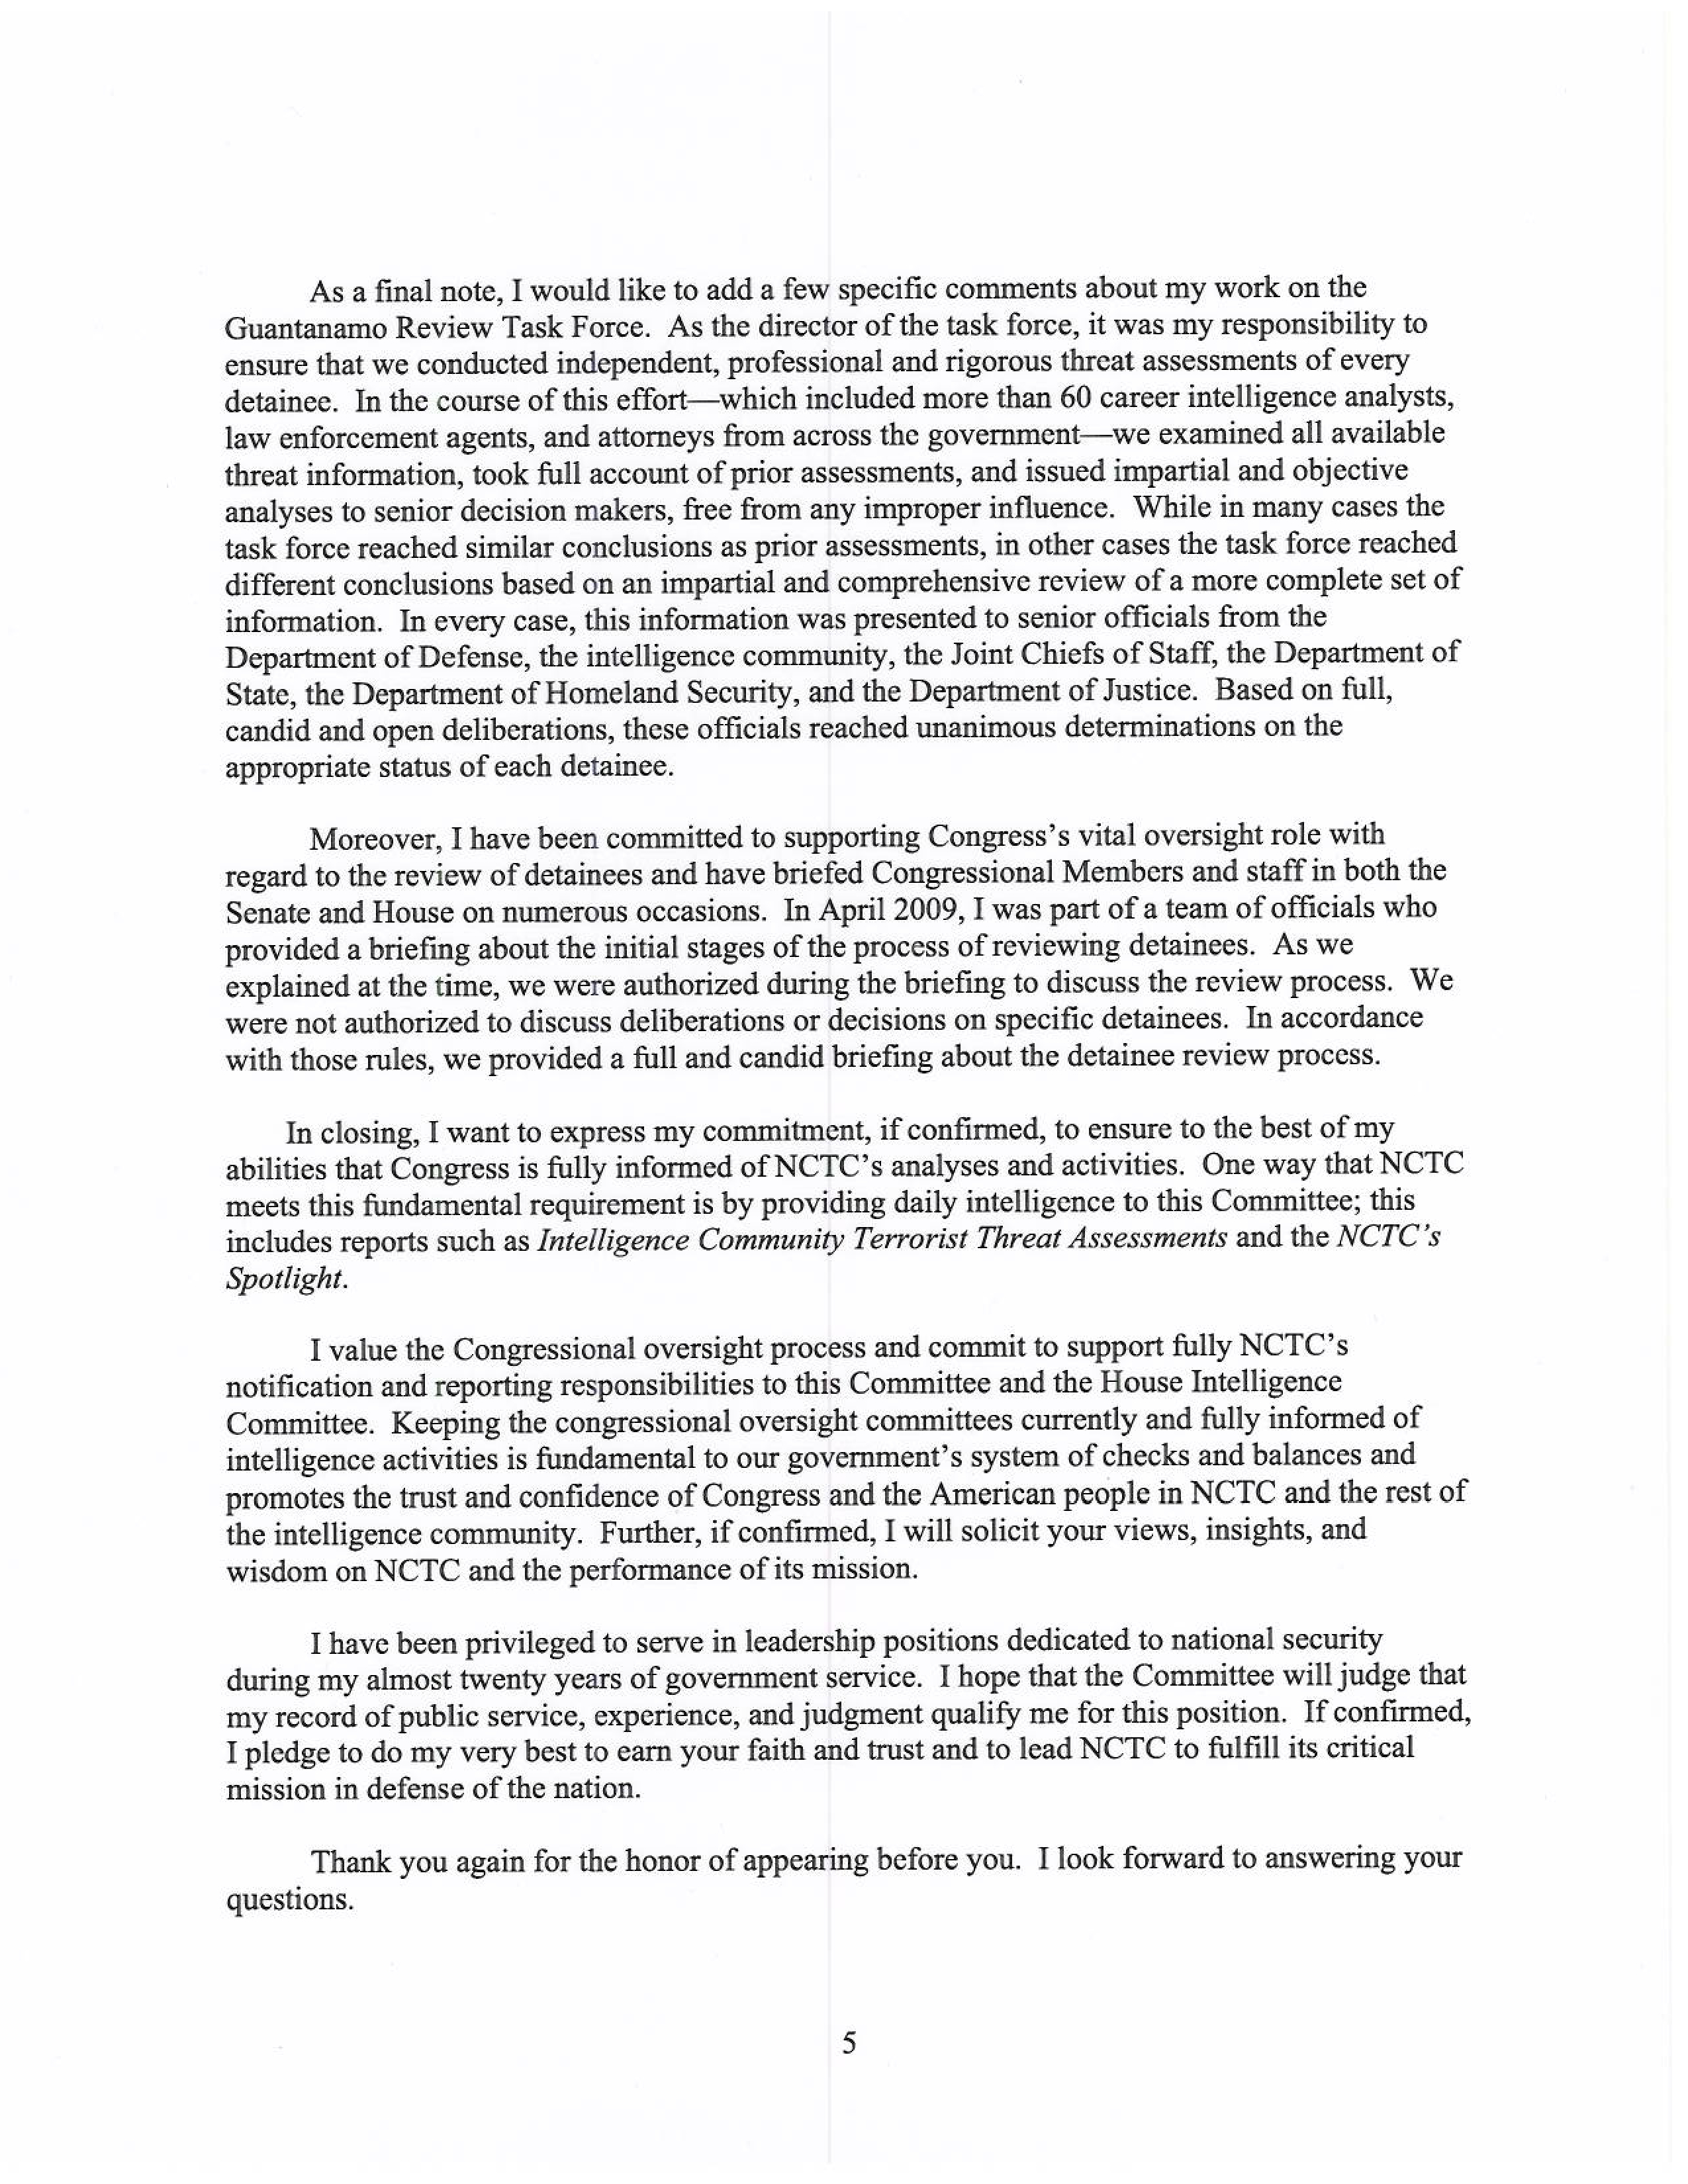 As a final note, I would like to add a few specific comments about my work on the
Guantanamo Review Task Force.  As the director of the task force, it was my responsibility to
ensure that we conducted independent, professional and rigorous threat assessments of every
detainee.  In the course of this effort—which included more than 60 career intelligence analysts,
law enforcement agents, and attorneys from across the government—we examined all available
threat information, took full account of prior assessments, and issued impartial and objective
analyses to senior decision makers, free from any improper influence.  While in many cases the
task force reached similar conclusions as prior assessments, in other cases the task force reached
different conclusions based on an impartial and comprehensive review of a more complete set of
information.  In every case, this information was presented to senior officials from the
Department of Defense, the intelligence community, the Joint Chiefs of Staff, the Department of
State, the Department of Homeland Security, and the Department of Justice.  Based on full,
candid and open deliberations, these officials reached unanimous determinations on the
appropriate status of each detainee.
Moreover, I have been committed to supporting Congress's vital oversight role with
regard to the review of detainees and have briefed Congressional Members and staff in both the
Senate and House on numerous occasions.  In April 2009, I was part of a team of officials who
provided a briefing about the initial stages of the process of reviewing detainees.  As we
explained at the time, we were authorized during the briefing to discuss the review process.  We
were not authorized to discuss deliberations or decisions on specific detainees.  In accordance
with those rules, we provided a full and candid briefing about the detainee review process.
In closing, I want to express my commitment, if confirmed, to ensure to the best of my
abilities that Congress is fully informed of NCTC's analyses and activities.  One way that NCTC
meets this fundamental requirement is by providing daily intelligence to this Committee; this
includes reports such as Intelligence Community Terrorist Threat Assessments and the NCTC's
Spotlight.
I value the Congressional oversight process and commit to support fully NCTC's
notification and reporting responsibilities to this Committee and the House Intelligence
Committee.  Keeping the congressional oversight committees currently and fully informed of
intelligence activities is fundamental to our government's system of checks and balances and
promotes the trust and confidence of Congress and the American people in NCTC and the rest of
the intelligence community.  Further, if confirmed, I will solicit your views, insights, and
wisdom on NCTC and the performance of its mission.
I have been privileged to serve in leadership positions dedicated to national security
during my almost twenty years of government service.  I hope that the Committee will judge that
my record of public service, experience, and judgment qualify me for this position.  If confirmed,
I pledge to do my very best to earn your faith and trust and to lead NCTC to fulfill its critical
mission in defense of the nation.
Thank you again for the honor of appearing before you.  I look forward to answering your
questions.
5